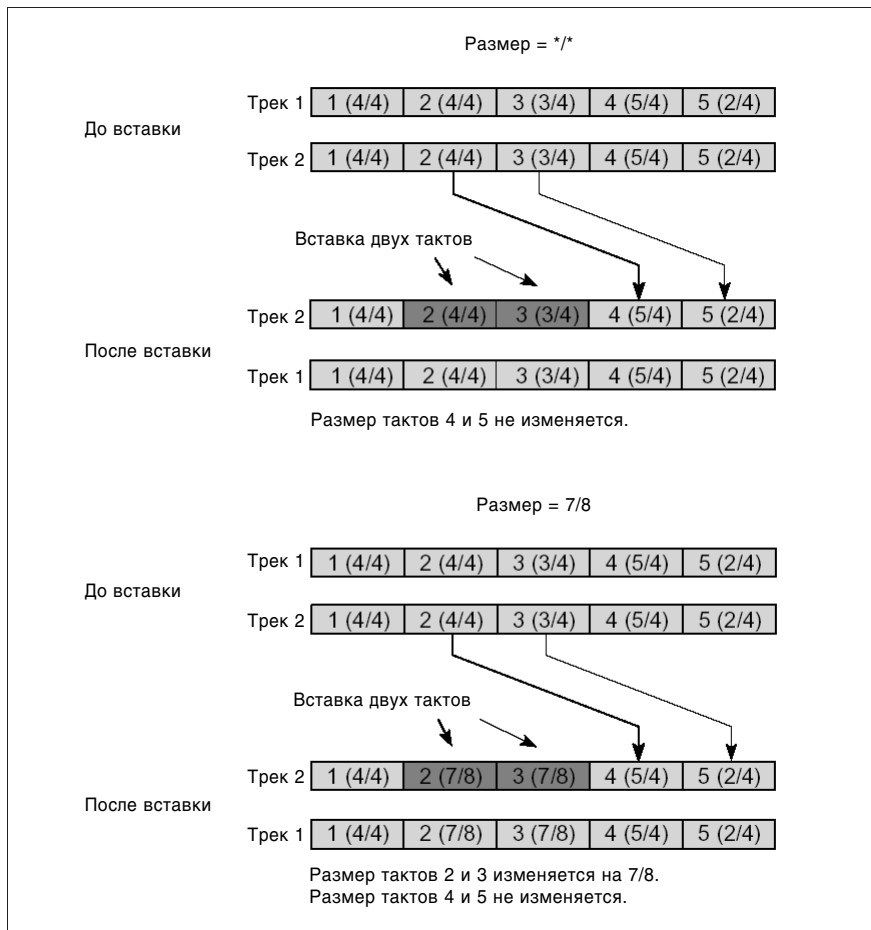 Размер = */*
Трек 1 1 (4/4) 2 (4/4) 3 (3/4) 4 (5/4) 5 (2/4)
До вставки
Трек 2 1 (4/4) 2 (4/4) 3 (3/4) 4 (5/4) 5 (2/4)
Вставка двух тактов
Трек 2 1 (4/4) 2 (4/4) 3 (3/4) 4 (5/4) 5 (2/4)
После вставки
Трек 1 1 (4/4) 2 (4/4) 3 (3/4) 4 (5/4) 5 (2/4)
Размер тактов 4 и 5 не изменяется.
Размер = 7/8
Трек 1 1 (4/4) 2 (4/4) 3 (3/4) 4 (5/4) 5 (2/4)
До вставки
Трек 2 1 (4/4) 2 (4/4) 3 (3/4) 4 (5/4) 5 (2/4)
Вставка двух тактов
Трек 2 1 (4/4) 2 (7/8) 3 (7/8) 4 (5/4) 5 (2/4)
После вставки
Трек 1 1 (4/4) 2 (7/8) 3 (7/8) 4 (5/4) 5 (2/4)
Размер тактов 2 и 3 изменяется на 7/8.
Размер тактов 4 и 5 не изменяется.